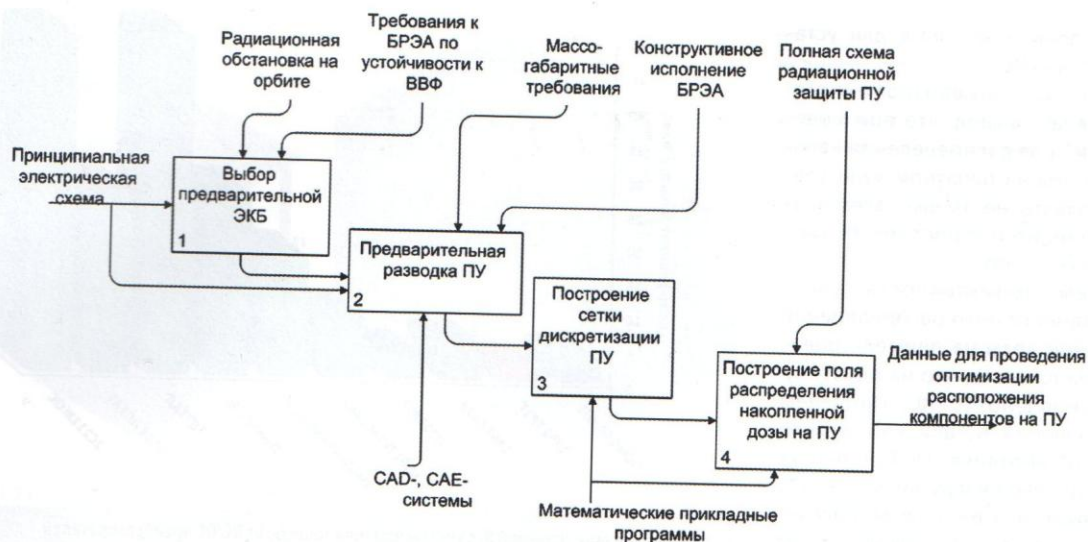 Радиационная
обстановка на
орбите
Требования к
БРЭА по
устойчивости к
ВВФ
Массо-
габаритные
требования
Конструктивное
исполнение
БРЭА
Полная схема
радиационной
защиты ПУ
Принципиальная
электрическая
схема
Выбор
предварительной
ЭКБ
1
Предварительная
разводка ПУ
2
Построение
сетки
дискретизации
ПУ
3
Построение поля
распределения
накопленной
дозы на ПУ
4
Данные для проведения
оптимизации
расположения
компонентов на ПУ
CAD-, CAE-
системы
Математические прикладные
программы